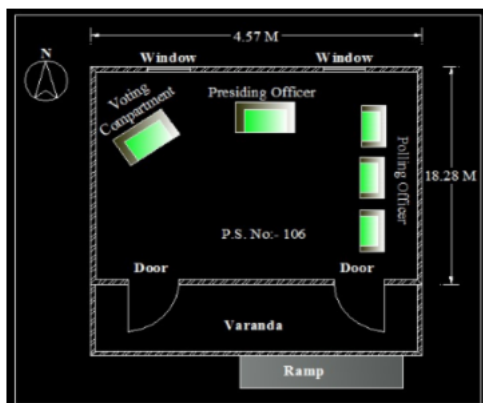 4.57 M
N
Window
Window
Voting
Compartment
Presiding Officer
Polling Officer
18.28 M
P.S. No:- 106
Door
Door
Varanda
Ramp